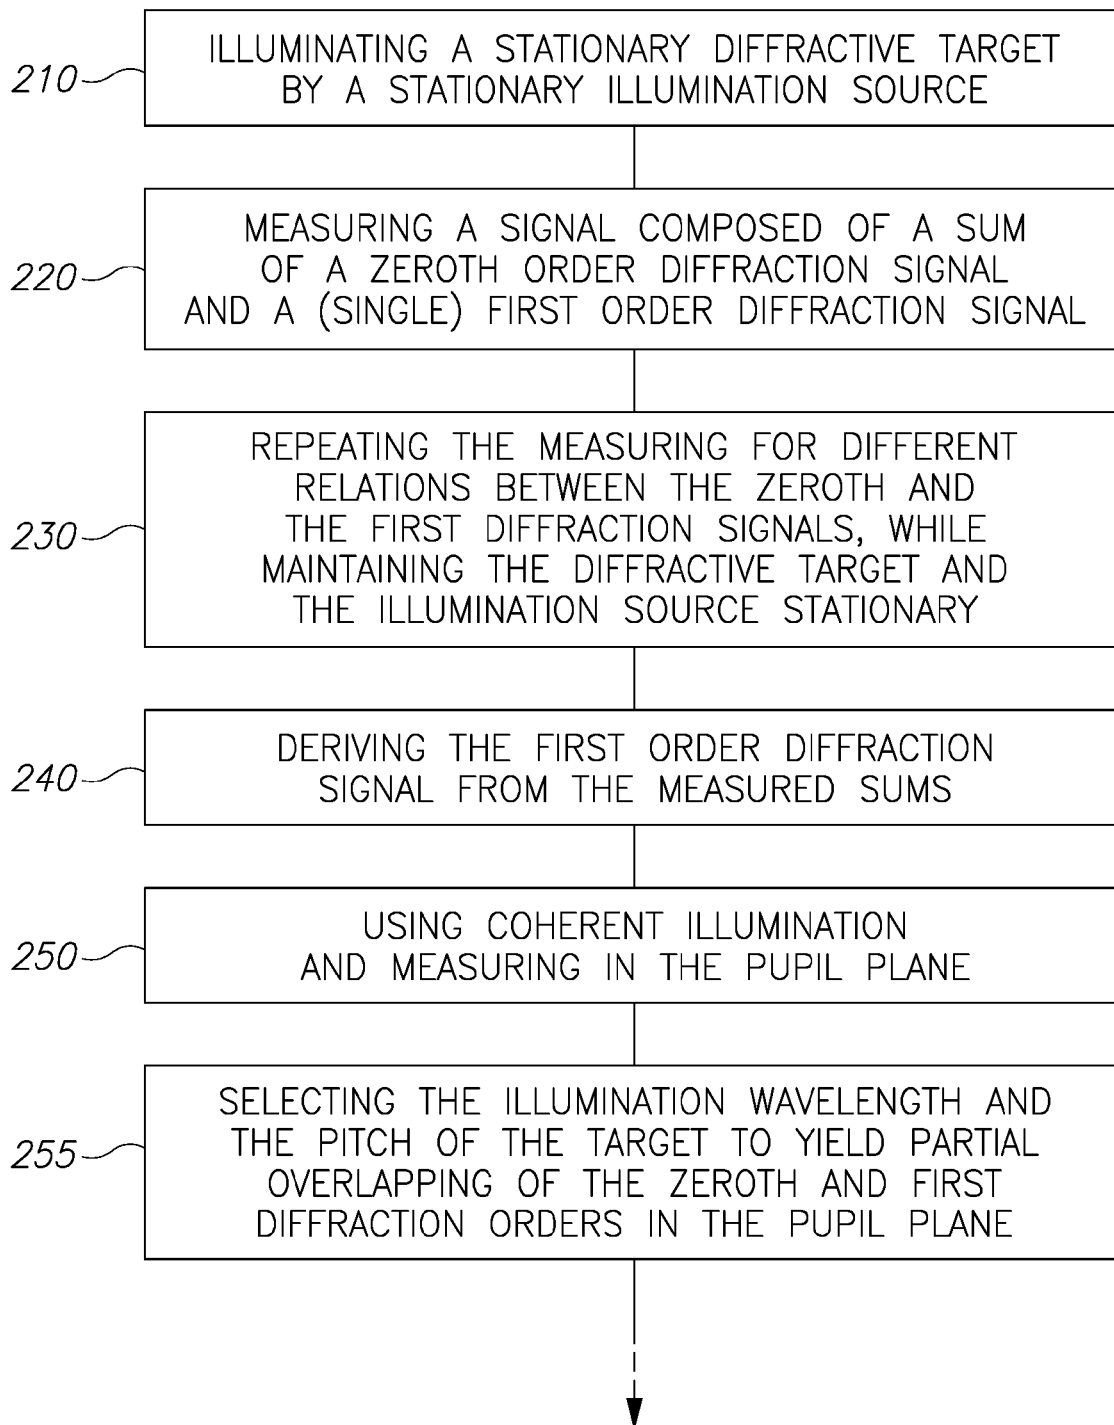 210
ILLUMINATING A STATIONARY DIFFRACTIVE TARGET
BY A STATIONARY ILLUMINATION SOURCE
220
MEASURING A SIGNAL COMPOSED OF A SUM
OF A ZEROTH ORDER DIFFRACTION SIGNAL
AND A (SINGLE) FIRST ORDER DIFFRACTION SIGNAL
230
REPEATING THE MEASURING FOR DIFFERENT
RELATIONS BETWEEN THE ZEROTH AND
THE FIRST DIFFRACTION SIGNALS, WHILE
MAINTAINING THE DIFFRACTIVE TARGET AND
THE ILLUMINATION SOURCE STATIONARY
240
DERIVING THE FIRST ORDER DIFFRACTION
SIGNAL FROM THE MEASURED SUMS
250
USING COHERENT ILLUMINATION
AND MEASURING IN THE PUPIL PLANE
255
SELECTING THE ILLUMINATION WAVELENGTH AND
THE PITCH OF THE TARGET TO YIELD PARTIAL
OVERLAPPING OF THE ZEROTH AND FIRST
DIFFRACTION ORDERS IN THE PUPIL PLANE